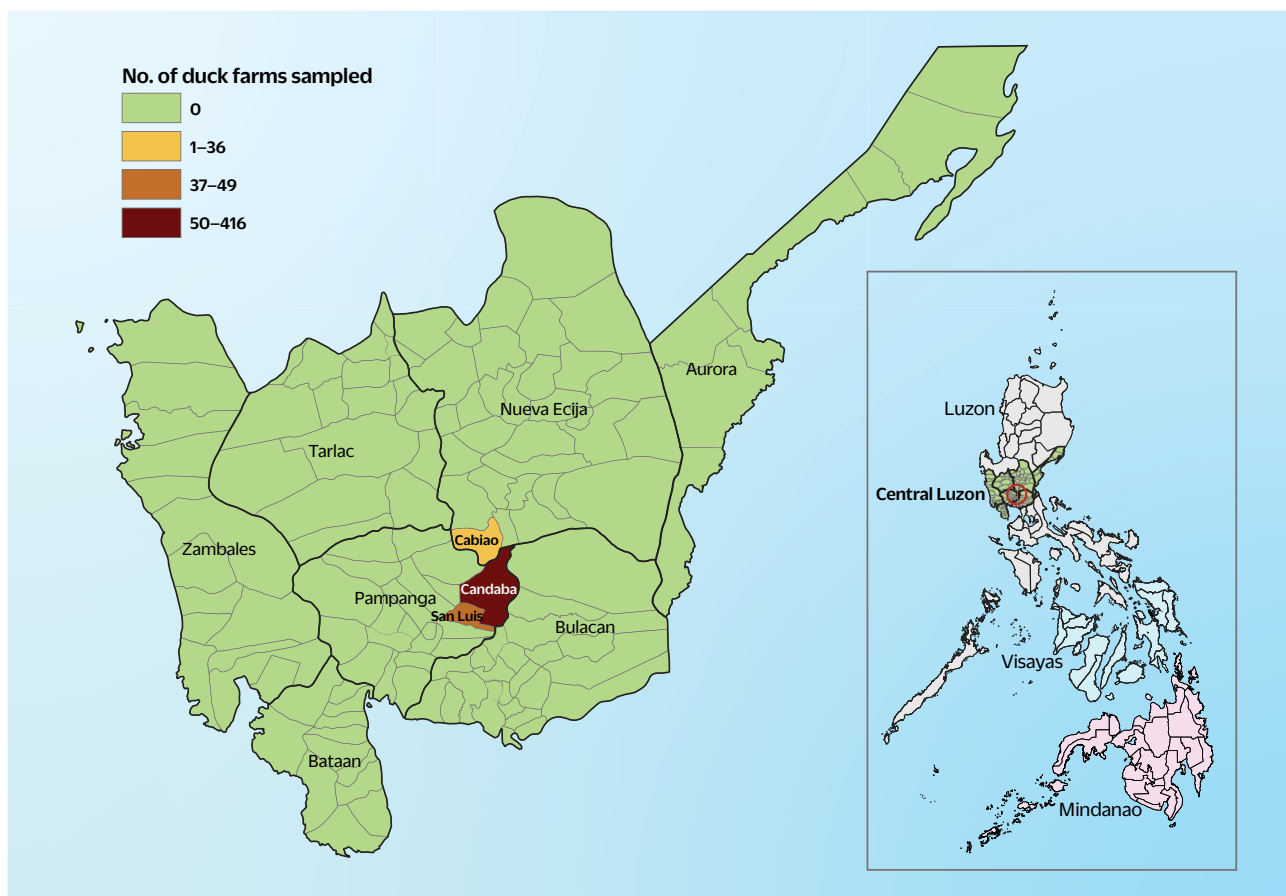 No. of duck farms sampled
0
1–36
37–49
50–416
Aurora
Nueva Ecija
Tarlac
Zambales
Cabiao
Candaba
Pampanga
San Luis
Bulacan
Bataan
Luzon
Central Luzon
Visayas
Mindanao